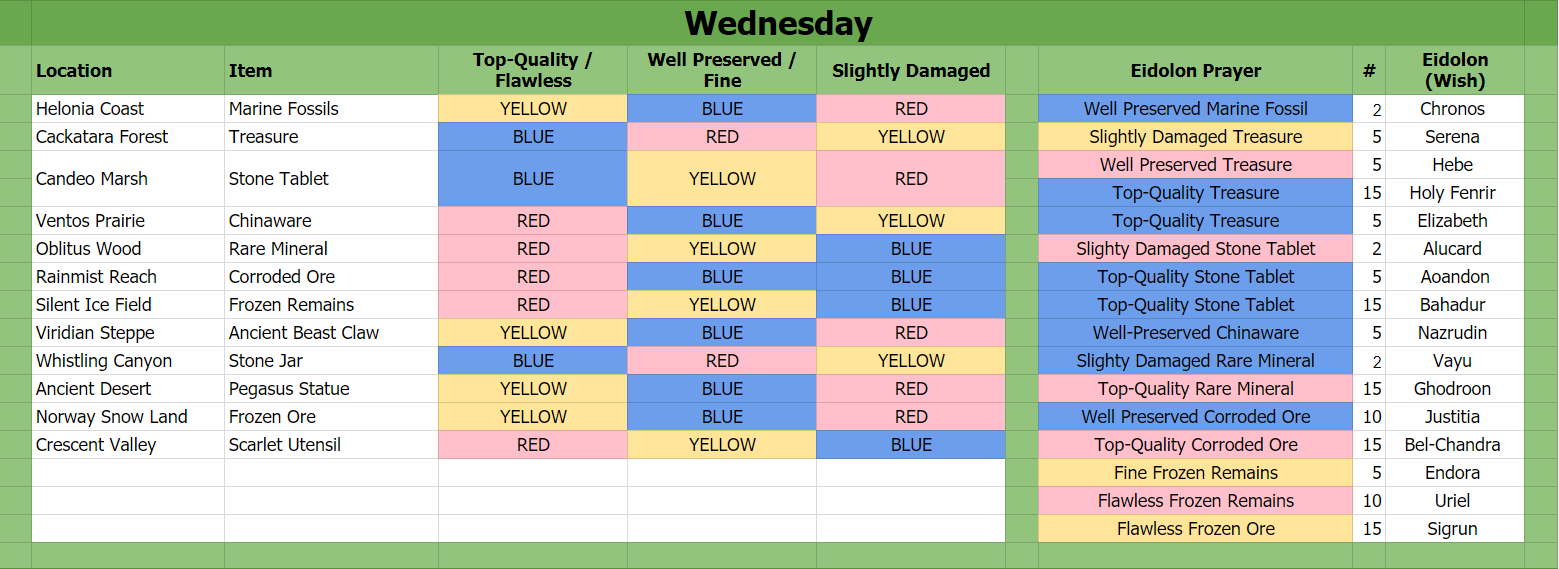 Wednesday
Location Item Top-Quality / Flawless Well Preserved / Fine Slightly Damaged Eidolon Prayer # Eidolon (Wish)
Helonia Coast Marine Fossils YELLOW BLUE RED Well Preserved Marine Fossil 2 Chronos
Cackatara Forest Treasure BLUE RED YELLOW Slightly Damaged Treasure 5 Serena
Candeo Marsh Stone Tablet BLUE YELLOW RED Well Preserved Treasure 5 Hebe
Top-Quality Treasure 15 Holy Fenrir
Ventos Prairie Chinaware RED BLUE YELLOW Top-Quality Treasure 5 Elizabeth
Oblitus Wood Rare Mineral RED YELLOW BLUE Slighty Damaged Stone Tablet 2 Alucard
Rainmist Reach Corroded Ore RED BLUE BLUE Top-Quality Stone Tablet 5 Aoandon
Silent Ice Field Frozen Remains RED YELLOW BLUE Top-Quality Stone Tablet 15 Bahadur
Viridian Steppe Ancient Beast Claw YELLOW BLUE RED Well-Preserved Chinaware 5 Nazrudin
Whistling Canyon Stone Jar BLUE RED YELLOW Slighty Damaged Rare Mineral 2 Vayu
Ancient Desert Pegasus Statue YELLOW BLUE RED Top-Quality Rare Mineral 15 Ghodroon
Norway Snow Land Frozen Ore YELLOW BLUE RED Well Preserved Corroded Ore 10 Justitia
Crescent Valley Scarlet Utensil RED YELLOW BLUE Top-Quality Corroded Ore 15 Bel-Chandra
Fine Frozen Remains 5 Endora
Flawless Frozen Remains 10 Uriel
Flawless Frozen Ore 15 Sigrun